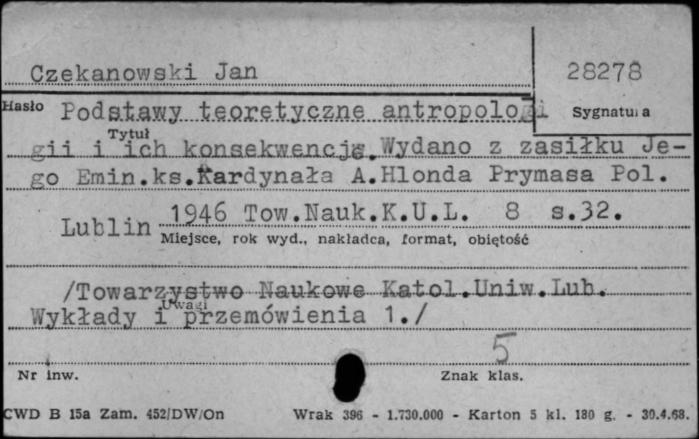 Czekanowski Jan
28278
Hasło
Podstawy teoretyczne antropologi
Sygnatura
Tytuł
gii i ich konsekwencje.Wydano z zasiłku Je-
go Emin.ks.Kardynała A.Hlonda Prymasa Pol.
Lublin 1946 Tow.Nauk.K.U.L. 8 s.32.
Miejsce, rok wyd., nakładca, format, objętość
/Towarzystwo Naukowe Katol.Uniw.Lub.
Uwagi
Wykłady i przemówienia 1./
5
Nr inw.
Znak klas.
CWD B 15a Zam. 452/DW/On Wrak 396 - 1.730.000 - Karton 5 kl. 180 g. - 30.4.68.